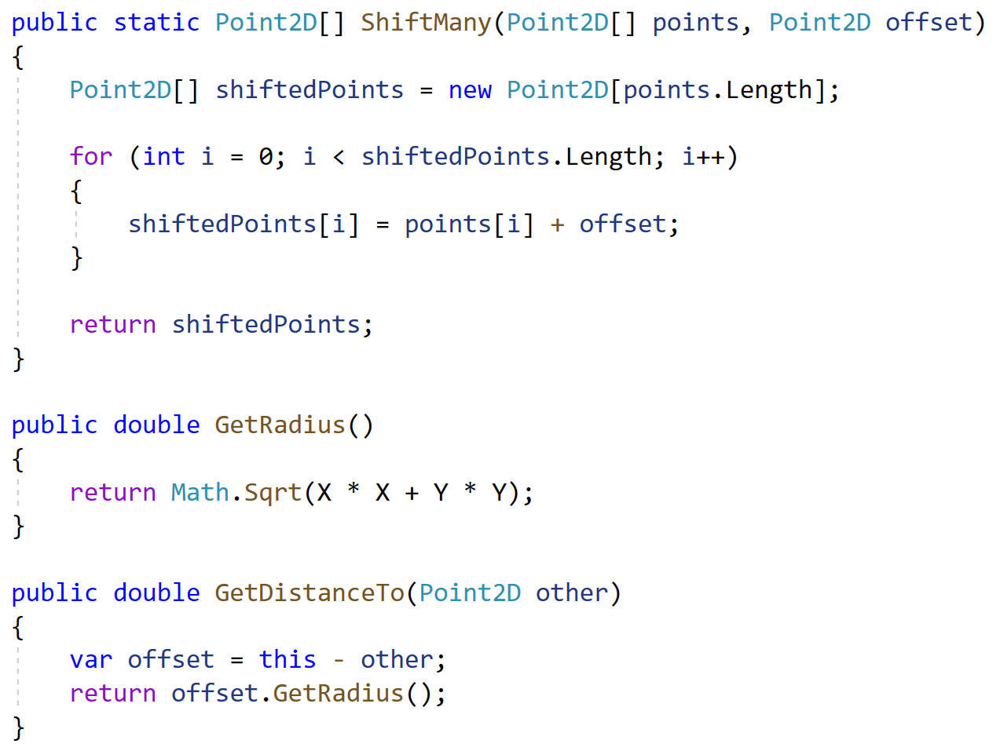 public static Point2D[] ShiftMany(Point2D[] points, Point2D offset)
{
    Point2D[] shiftedPoints = new Point2D[points.Length];

    for (int i = 0; i < shiftedPoints.Length; i++)
    {
        shiftedPoints[i] = points[i] + offset;
    }

    return shiftedPoints;
}

public double GetRadius()
{
    return Math.Sqrt(X * X + Y * Y);
}

public double GetDistanceTo(Point2D other)
{
    var offset = this - other;
    return offset.GetRadius();
}